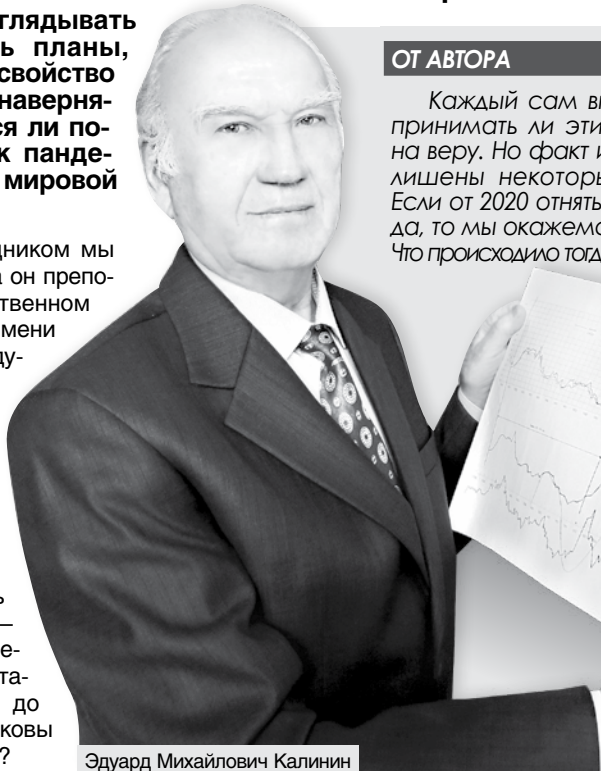 глядывать
ь планы,
свойство
наверня-
ся ли по-
к панде-
мировой
дником мы
а он препо-
твенном
мени
ду-
ь
–
е-
та-
до
ковы
?
ОТ АВТОРА
Каждый сам в
принимать ли эти
на веру. Но факт и
лишены некоторы
Если от 2020 отнять
да, то мы окажемс
Что происходило тогд
Эдуард Михайлович Калинин